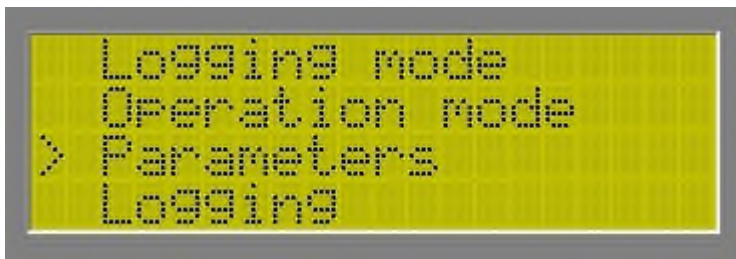 Logging mode
Operation mode
> Parameters
Logging